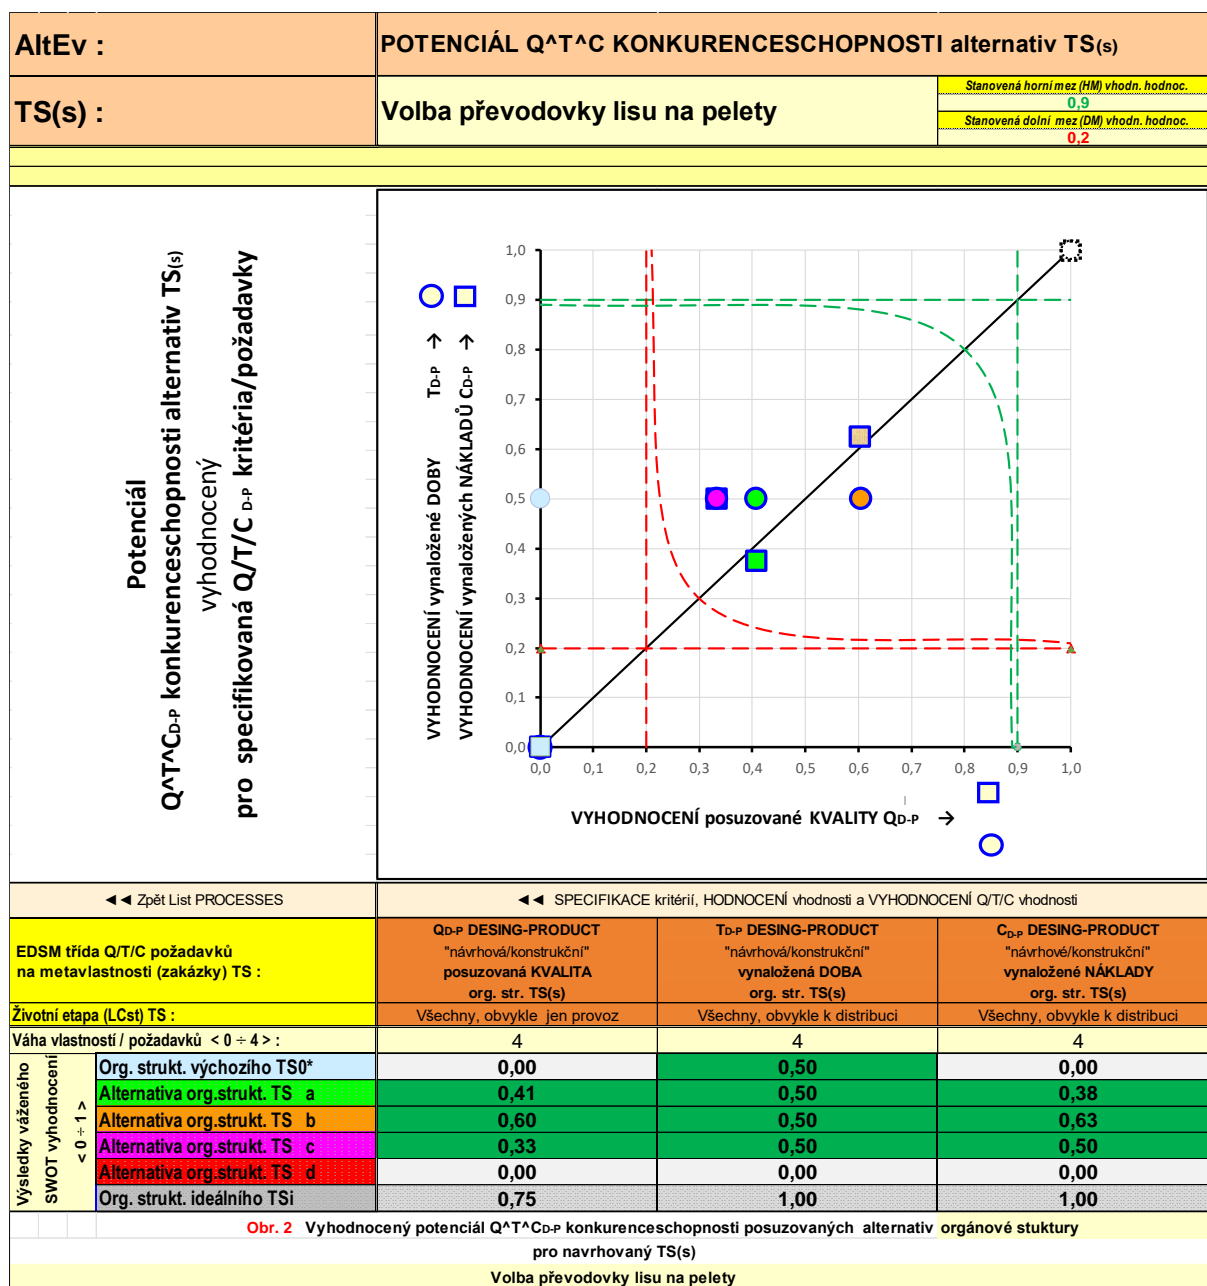 AltEv :
POTENCIÁL Q^T^C KONKURENCESCHOPNOSTI alternativ TS(s)
TS(s) :
Volba převodovky lisu na pelety
Stanovená horní mez (HM) vhodn. hodnoc.
0,9
Stanovená dolní mez (DM) vhodn. hodnoc.
0,2
Potenciál
Q^T^CD-P konkurenceschopnosti alternativ TS(s)
vyhodnocený
pro specifikovaná Q/T/C D-P kritéria/požadavky
VYHODNOCENÍ vynaložené DOBY TD-P →
VYHODNOCENÍ vynaložených NÁKLADŮ CD-P →
1,0
0,9
0,8
0,7
0,6
0,5
0,4
0,3
0,2
0,1
0,0
0,0 0,1 0,2 0,3 0,4 0,5 0,6 0,7 0,8 0,9 1,0
VYHODNOCENÍ posuzované KVALITY QD-P →
◄◄ Zpět List PROCESSES
◄◄ SPECIFIKACE kritérií, HODNOCENÍ vhodnosti a VYHODNOCENÍ Q/T/C vhodnosti
EDSM třída Q/T/C požadavků
na metavlastnosti (zakázky) TS :
QD-P DESING-PRODUCT
"návrhová/konstrukční"
posuzovaná KVALITA
org. str. TS(s)
TD-P DESING-PRODUCT
"návrhová/konstrukční"
vynaložená DOBA
org. str. TS(s)
CD-P DESING-PRODUCT
"návrhová/konstrukční"
vynaložené NÁKLADY
org. str. TS(s)
Životní etapa (LCst) TS :
Všechny, obvykle jen provoz
Všechny, obvykle k distribuci
Všechny, obvykle k distribuci
Váha vlastností / požadavků < 0 ÷ 4 > :
4 4 4
Výsledky váženého
SWOT vyhodnocení
< 0 ÷ 1 >
Org. strukt. výchozího TS0* 0,00 0,50 0,00
Alternativa org.strukt. TS a 0,41 0,50 0,38
Alternativa org.strukt. TS b 0,60 0,50 0,63
Alternativa org.strukt. TS c 0,33 0,50 0,50
Alternativa org.strukt. TS d 0,00 0,00 0,00
Org. strukt. ideálního TSi 0,75 1,00 1,00
Obr. 2 Vyhodnocený potenciál Q^T^CD-P konkurenceschopnosti posuzovaných alternativ orgánové stuktury
pro navrhovaný TS(s)
Volba převodovky lisu na pelety